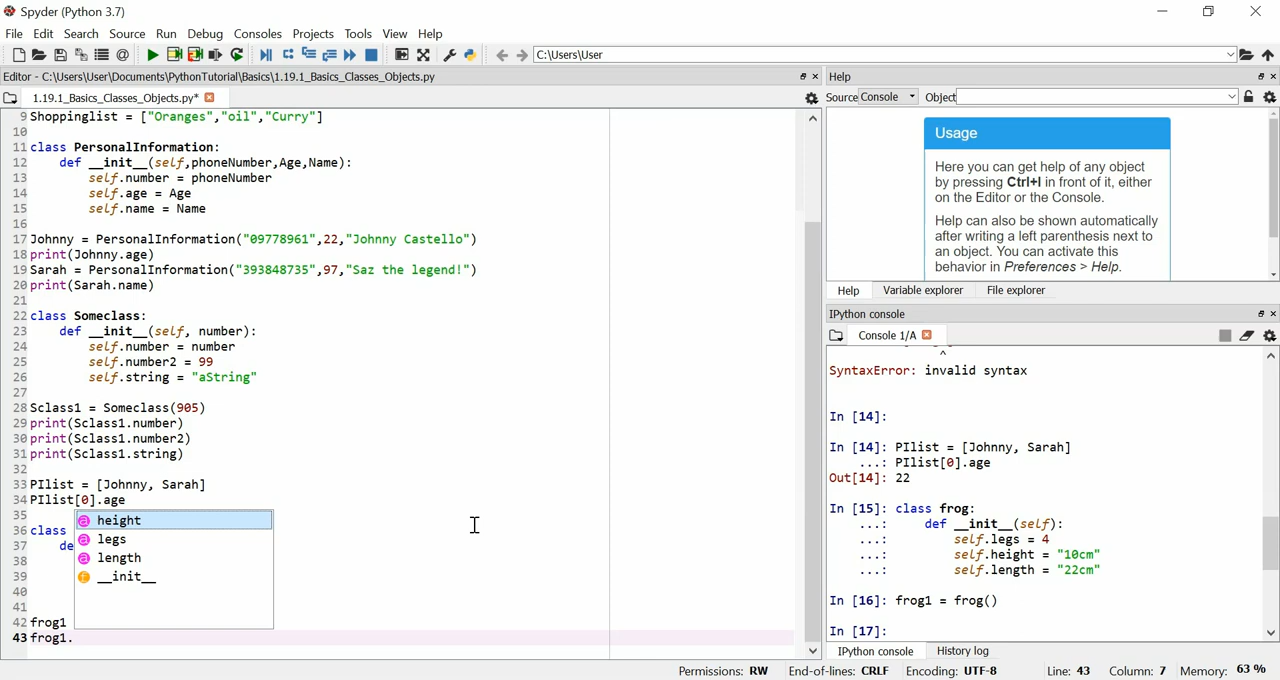 Spyder (Python 3.7)
File Edit Search Source Run Debug Consoles Projects Tools View Help
C:\Users\User
Editor - C:\Users\User\Documents\PythonTutorial\Basics\1.19.1_Basics_Classes_Objects.py
1.19.1_Basics_Classes_Objects.py*
9 Shoppinglist = ["Oranges","oil","Curry"]
10
11 class PersonalInformation:
12 def __init__(self,phoneNumber,Age,Name):
13 self.number = phoneNumber
14 self.age = Age
15 self.name = Name
16
17 Johnny = PersonalInformation("09778961",22,"Johnny Castello")
18 print(Johnny.age)
19 Sarah = PersonalInformation("393848735",97,"Saz the legend!")
20 print(Sarah.name)
21
22 class Someclass:
23 def __init__(self, number):
24 self.number = number
25 self.number2 = 99
26 self.string = "aString"
27
28 Sclass1 = Someclass(905)
29 print(Sclass1.number)
30 print(Sclass1.number2)
31 print(Sclass1.string)
32
33 PIlist = [Johnny, Sarah]
34 PIlist[0].age
35
36 class
37 de
38
39
40
41
42 frog1
43 frog1.
a height
a legs
a length
f __init__
Help
Source Console Object
Usage
Here you can get help of any object
by pressing Ctrl+I in front of it, either
on the Editor or the Console.
Help can also be shown automatically
after writing a left parenthesis next to
an object. You can activate this
behavior in Preferences > Help.
Help Variable explorer File explorer
IPython console
Console 1/A
^
SyntaxError: invalid syntax
In [14]:
In [14]: PIlist = [Johnny, Sarah]
...: PIlist[0].age
Out[14]: 22
In [15]: class frog:
...: def __init__(self):
...: self.legs = 4
...: self.height = "10cm"
...: self.length = "22cm"
In [16]: frog1 = frog()
In [17]:
IPython console History log
Permissions: RW End-of-lines: CRLF Encoding: UTF-8 Line: 43 Column: 7 Memory: 63 %